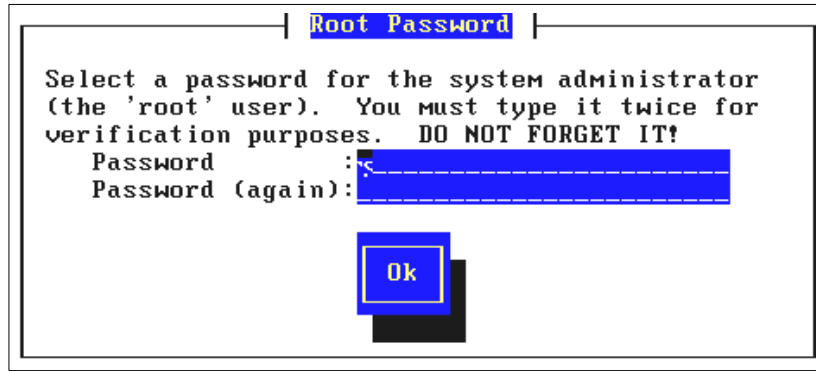 Root Password
Select a password for the system administrator
(the 'root' user). You must type it twice for
verification purposes. DO NOT FORGET IT!
Password :
Password (again):
Ok